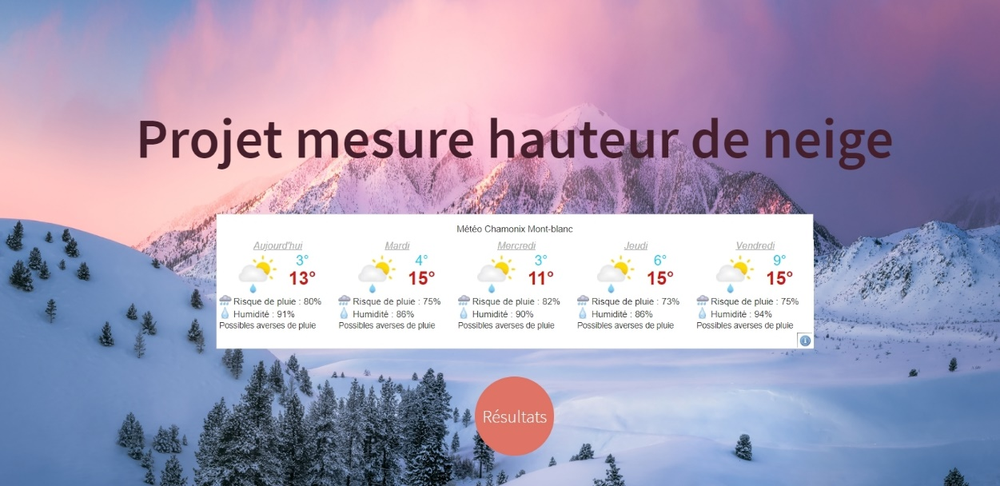 Projet mesure hauteur de neige
Météo Chamonix Mont-blanc
Aujourd'hui
3°
13°
Risque de pluie : 80%
Humidité : 91%
Possibles averses de pluie
Mardi
4°
15°
Risque de pluie : 75%
Humidité : 86%
Possibles averses de pluie
Mercredi
3°
11°
Risque de pluie : 82%
Humidité : 90%
Possibles averses de pluie
Jeudi
6°
15°
Risque de pluie : 73%
Humidité : 86%
Possibles averses de pluie
Vendredi
9°
15°
Risque de pluie : 75%
Humidité : 94%
Possibles averses de pluie
Résultats